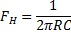 F_H = 1/(2πRC)